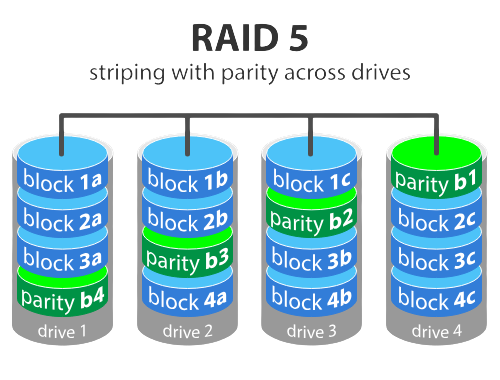 RAID 5
striping with parity across drives
block 1a
block 2a
block 3a
parity b4
drive 1
block 1b
block 2b
parity b3
block 4a
drive 2
block 1c
parity b2
block 3b
block 4b
drive 3
parity b1
block 2c
block 3c
block 4c
drive 4